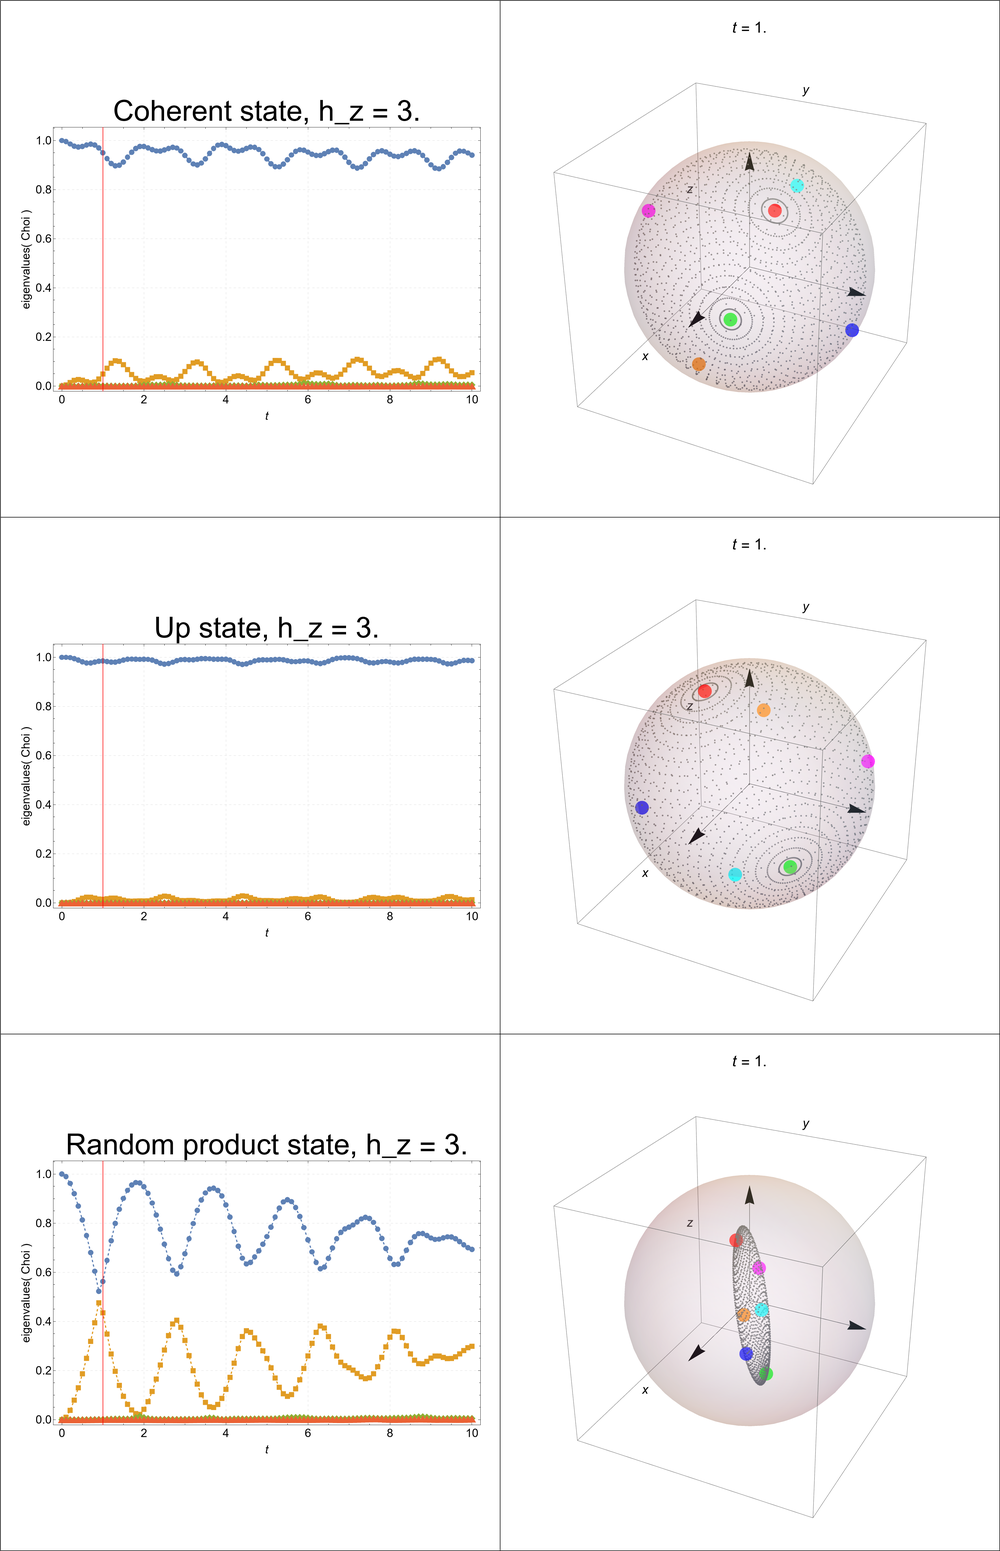 Coherent state, h_z = 3.
1.0
0.8
0.6
0.4
0.2
0.0
eigenvalues( Choi )
0 2 4 6 8 10
t
t = 1.
y
z
x
Up state, h_z = 3.
1.0
0.8
0.6
0.4
0.2
0.0
eigenvalues( Choi )
0 2 4 6 8 10
t
t = 1.
y
z
x
Random product state, h_z = 3.
1.0
0.8
0.6
0.4
0.2
0.0
eigenvalues( Choi )
0 2 4 6 8 10
t
t = 1.
y
z
x